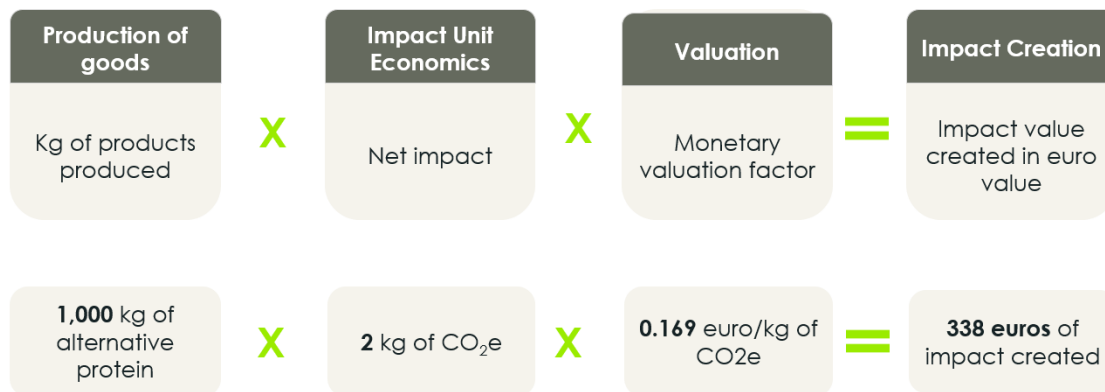 Production of
goods
Impact Unit
Economics
Valuation
Impact Creation
Kg of products
produced
X
Net impact
X
Monetary
valuation factor
=
Impact value
created in euro
value
1,000 kg of
alternative
protein
X
2 kg of CO₂e
X
0.169 euro/kg of
CO2e
=
338 euros of
impact created